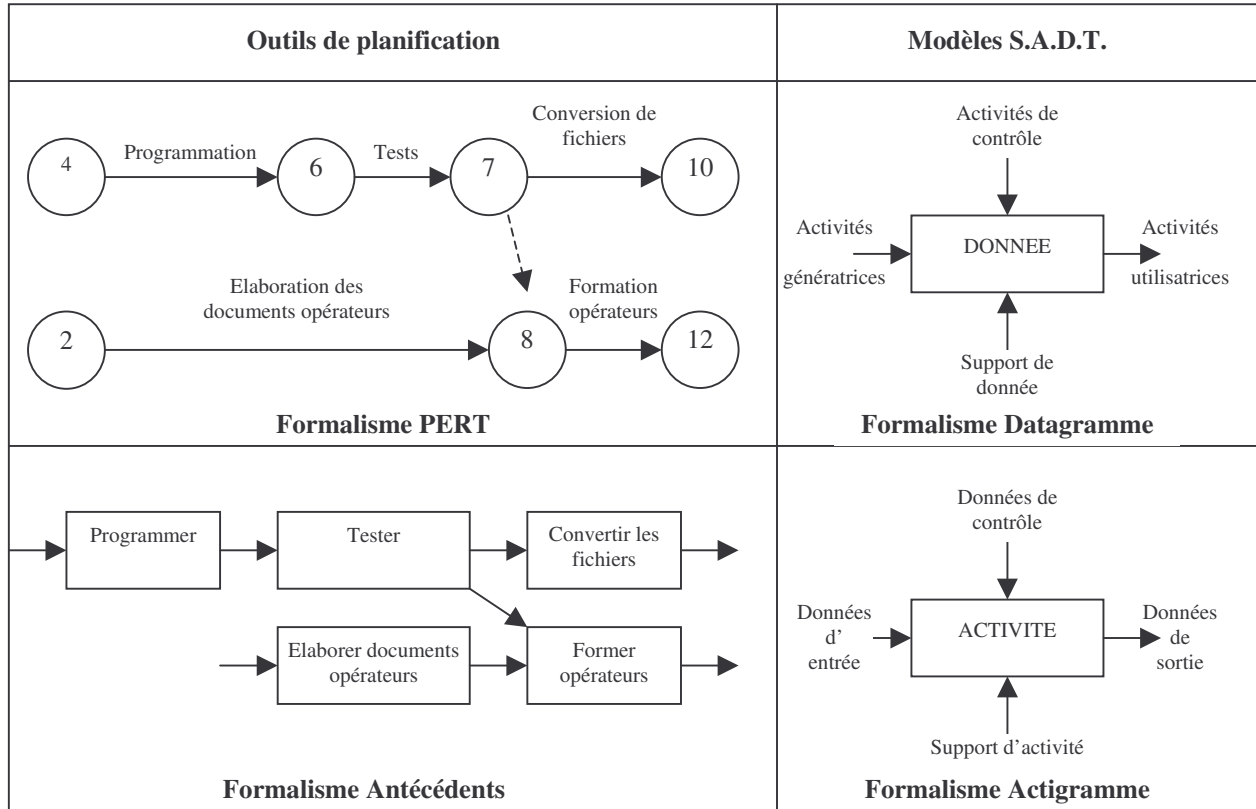 Outils de planification
Modèles S.A.D.T.
Conversion de
fichiers
Programmation
Tests
4
6
7
10
Elaboration des
documents opérateurs
Formation
opérateurs
2
8
12
Formalisme PERT
Activités de
contrôle
Activités
génératrices
DONNEE
Activités
utilisatrices
Support de
donnée
Formalisme Datagramme
Programmer
Tester
Convertir les
fichiers
Elaborer documents
opérateurs
Former
opérateurs
Formalisme Antécédents
Données de
contrôle
Données
d'
entrée
ACTIVITE
Données
de
sortie
Support d'activité
Formalisme Actigramme